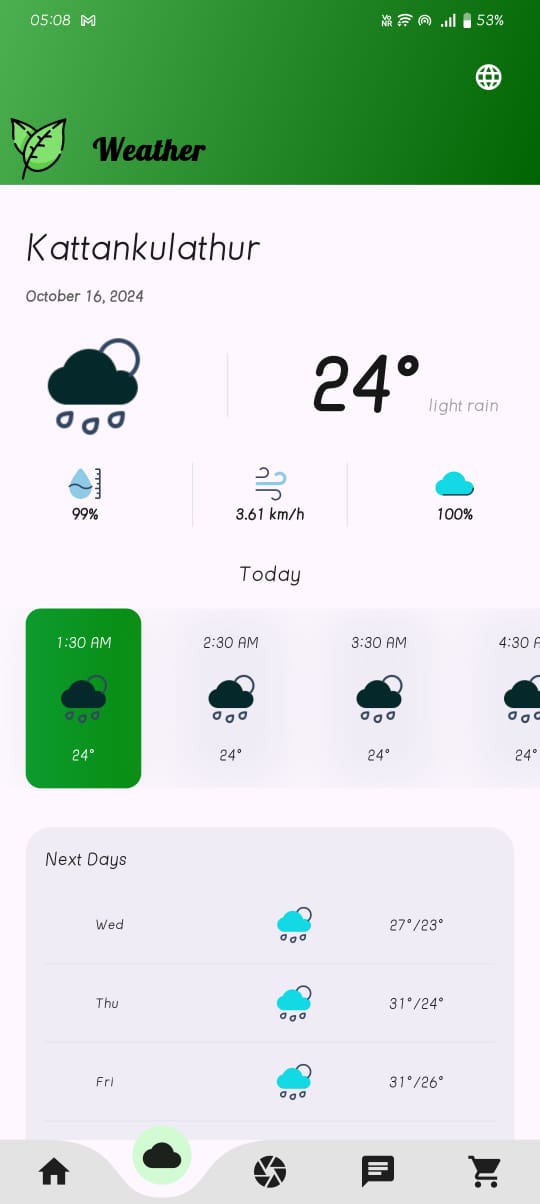 05:08 Vo NR 53%
Weather
Kattankulathur
October 16, 2024
24° light rain
99% 3.61 km/h 100%
Today
1:30 AM 2:30 AM 3:30 AM 4:30 A
24° 24° 24° 24°
Next Days
Wed 27°/23°
Thu 31°/24°
Fri 31°/26°